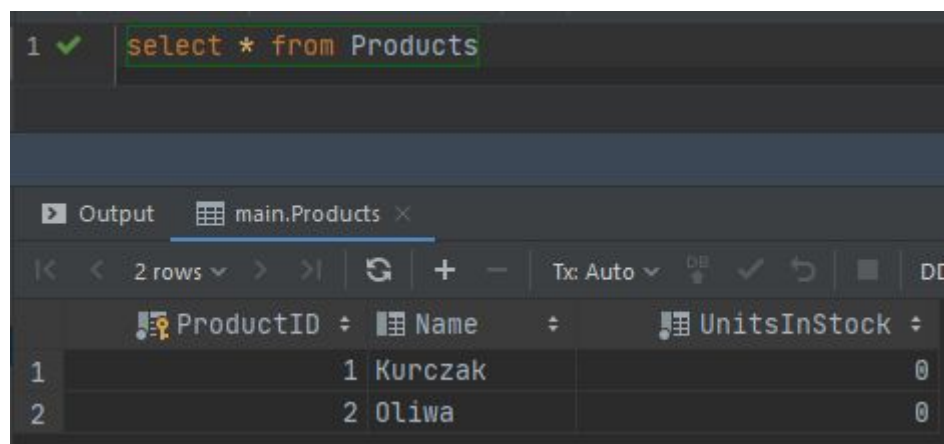 1 select * from Products
Output main.Products
2 rows Tx: Auto DB DD
ProductID Name UnitsInStock
1 1 Kurczak 0
2 2 Oliwa 0